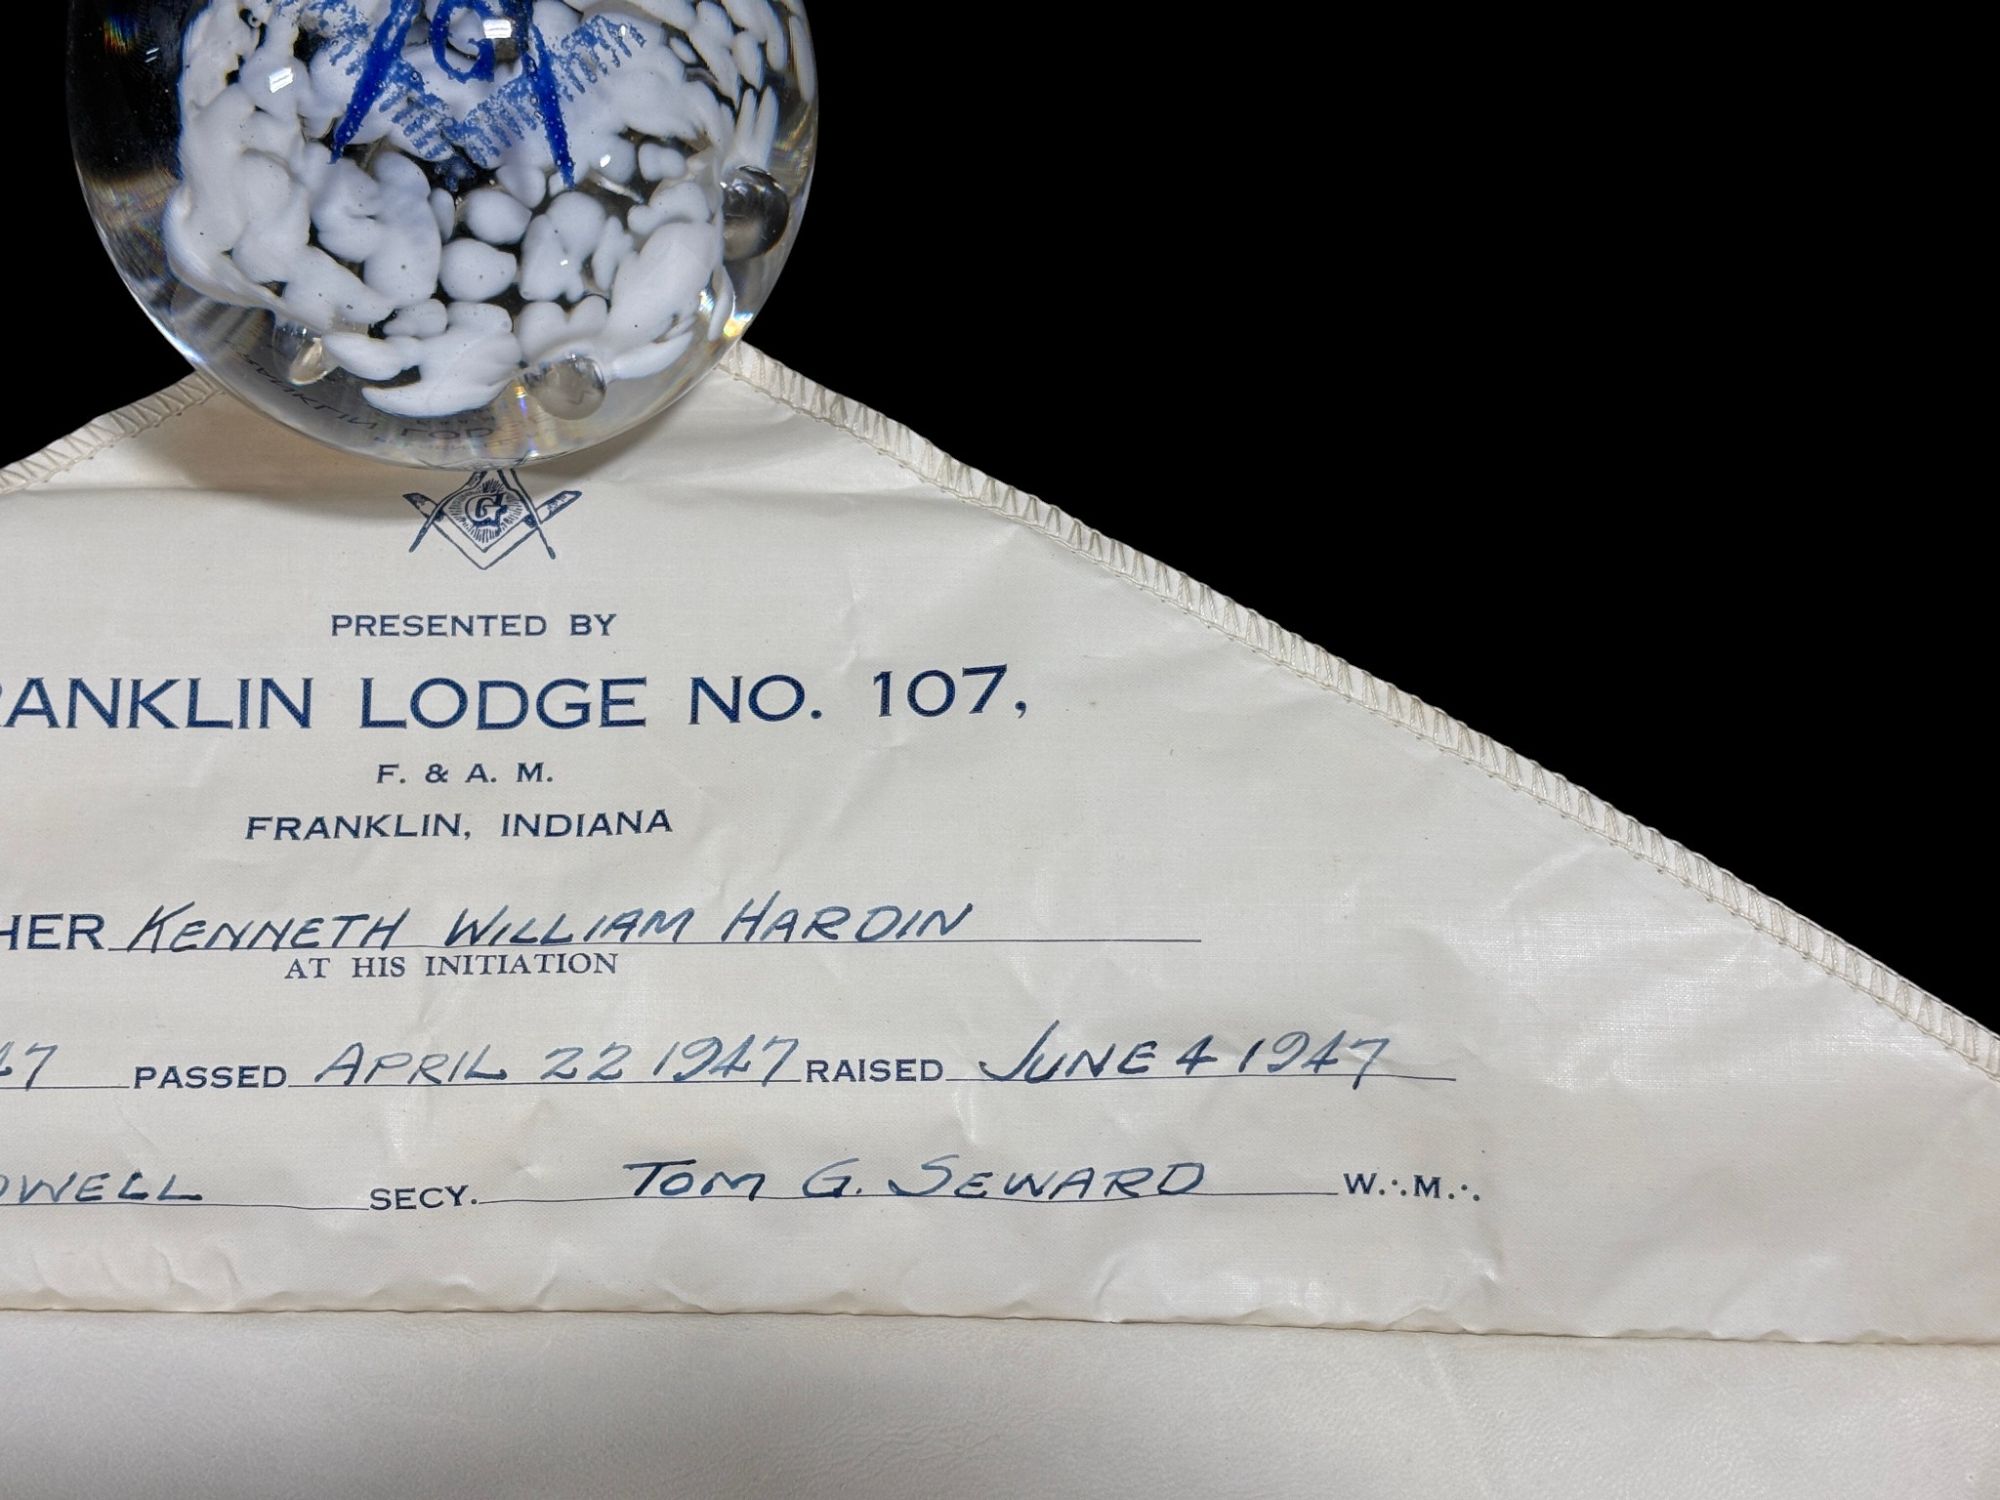 G
G
PRESENTED BY
RANKLIN LODGE NO. 107,
F. & A. M.
FRANKLIN, INDIANA
HER KENNETH WILLIAM HARDIN
AT HIS INITIATION
47 PASSED APRIL 22 1947 RAISED JUNE 4 1947
OWELL SECY. TOM G. SEWARD W.∴M.∴